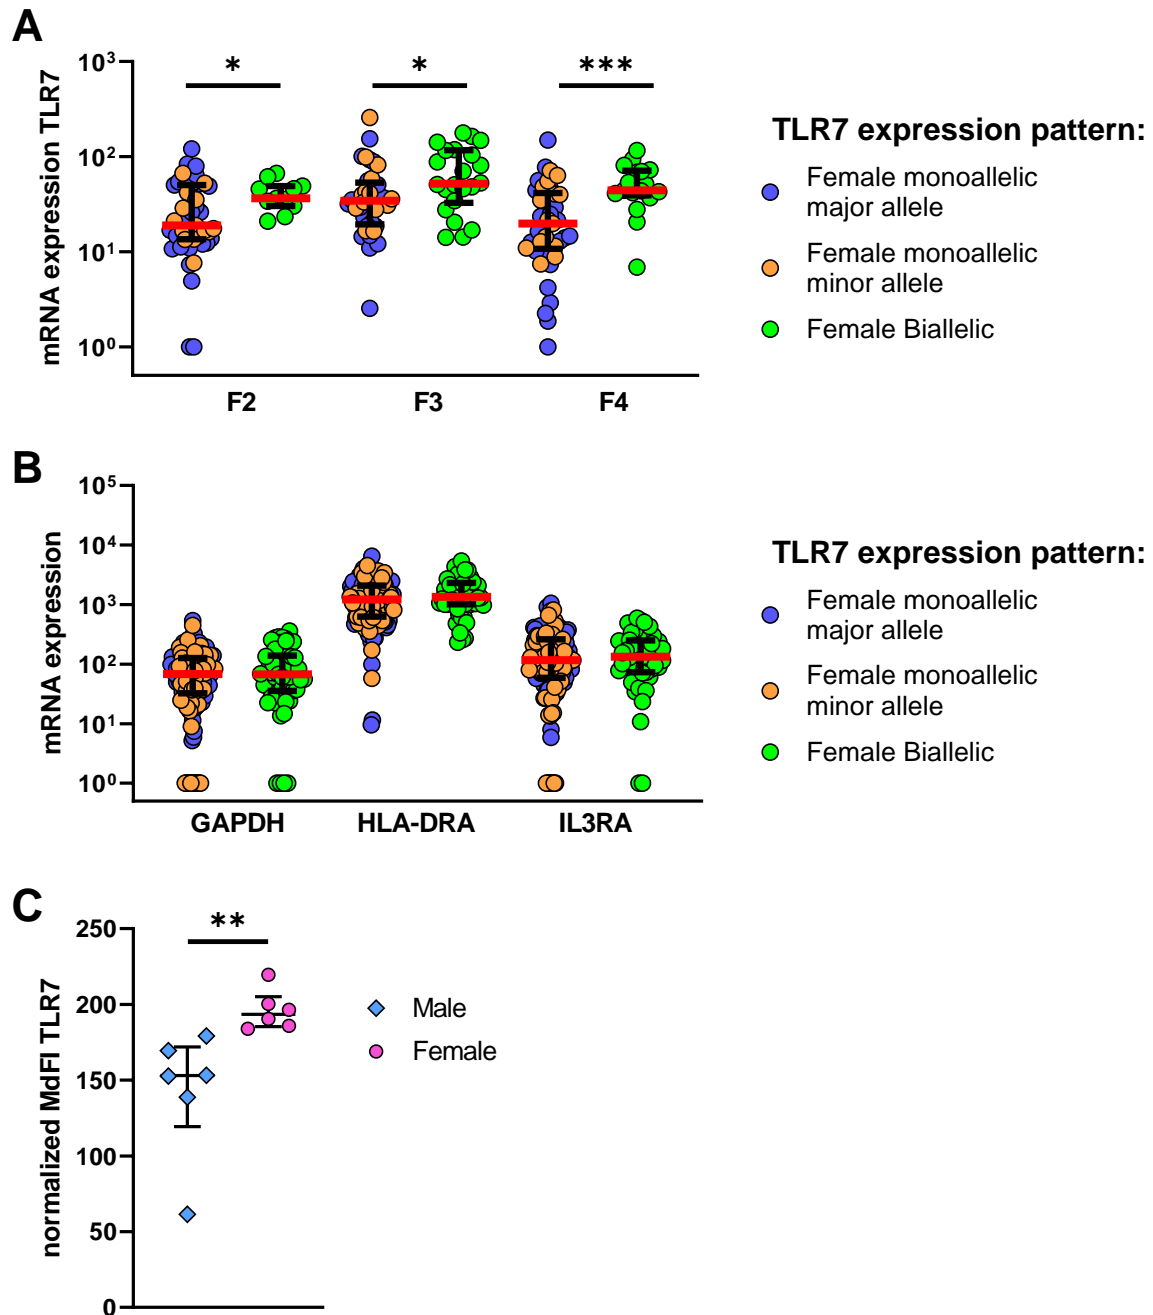 A
mRNA expression TLR7
10³
10²
10¹
10⁰
*
*
***
F2
F3
F4
TLR7 expression pattern:
Female monoallelic
major allele
Female monoallelic
minor allele
Female Biallelic
B
mRNA expression
10⁵
10⁴
10³
10²
10¹
10⁰
GAPDH
HLA-DRA
IL3RA
TLR7 expression pattern:
Female monoallelic
major allele
Female monoallelic
minor allele
Female Biallelic
C
normalized MdFI TLR7
250
200
150
100
50
0
**
Male
Female